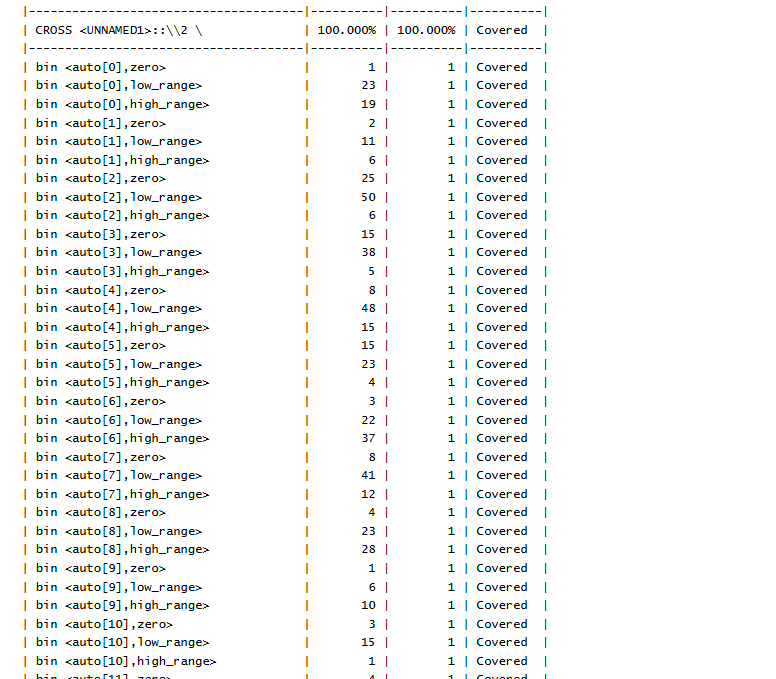 |----------------------------------|----------|----------|----------|
| CROSS <UNNAMED1>::\\2 \ | 100.000% | 100.000% | Covered |
|----------------------------------|----------|----------|----------|
| bin <auto[0],zero> | 1 | 1 | Covered |
| bin <auto[0],low_range> | 23 | 1 | Covered |
| bin <auto[0],high_range> | 19 | 1 | Covered |
| bin <auto[1],zero> | 2 | 1 | Covered |
| bin <auto[1],low_range> | 11 | 1 | Covered |
| bin <auto[1],high_range> | 6 | 1 | Covered |
| bin <auto[2],zero> | 25 | 1 | Covered |
| bin <auto[2],low_range> | 50 | 1 | Covered |
| bin <auto[2],high_range> | 6 | 1 | Covered |
| bin <auto[3],zero> | 15 | 1 | Covered |
| bin <auto[3],low_range> | 38 | 1 | Covered |
| bin <auto[3],high_range> | 5 | 1 | Covered |
| bin <auto[4],zero> | 8 | 1 | Covered |
| bin <auto[4],low_range> | 48 | 1 | Covered |
| bin <auto[4],high_range> | 15 | 1 | Covered |
| bin <auto[5],zero> | 15 | 1 | Covered |
| bin <auto[5],low_range> | 23 | 1 | Covered |
| bin <auto[5],high_range> | 4 | 1 | Covered |
| bin <auto[6],zero> | 3 | 1 | Covered |
| bin <auto[6],low_range> | 22 | 1 | Covered |
| bin <auto[6],high_range> | 37 | 1 | Covered |
| bin <auto[7],zero> | 8 | 1 | Covered |
| bin <auto[7],low_range> | 41 | 1 | Covered |
| bin <auto[7],high_range> | 12 | 1 | Covered |
| bin <auto[8],zero> | 4 | 1 | Covered |
| bin <auto[8],low_range> | 23 | 1 | Covered |
| bin <auto[8],high_range> | 28 | 1 | Covered |
| bin <auto[9],zero> | 1 | 1 | Covered |
| bin <auto[9],low_range> | 6 | 1 | Covered |
| bin <auto[9],high_range> | 10 | 1 | Covered |
| bin <auto[10],zero> | 3 | 1 | Covered |
| bin <auto[10],low_range> | 15 | 1 | Covered |
| bin <auto[10],high_range> | 1 | 1 | Covered |
| bin <auto[11],zero> | 4 | 1 | Covered |